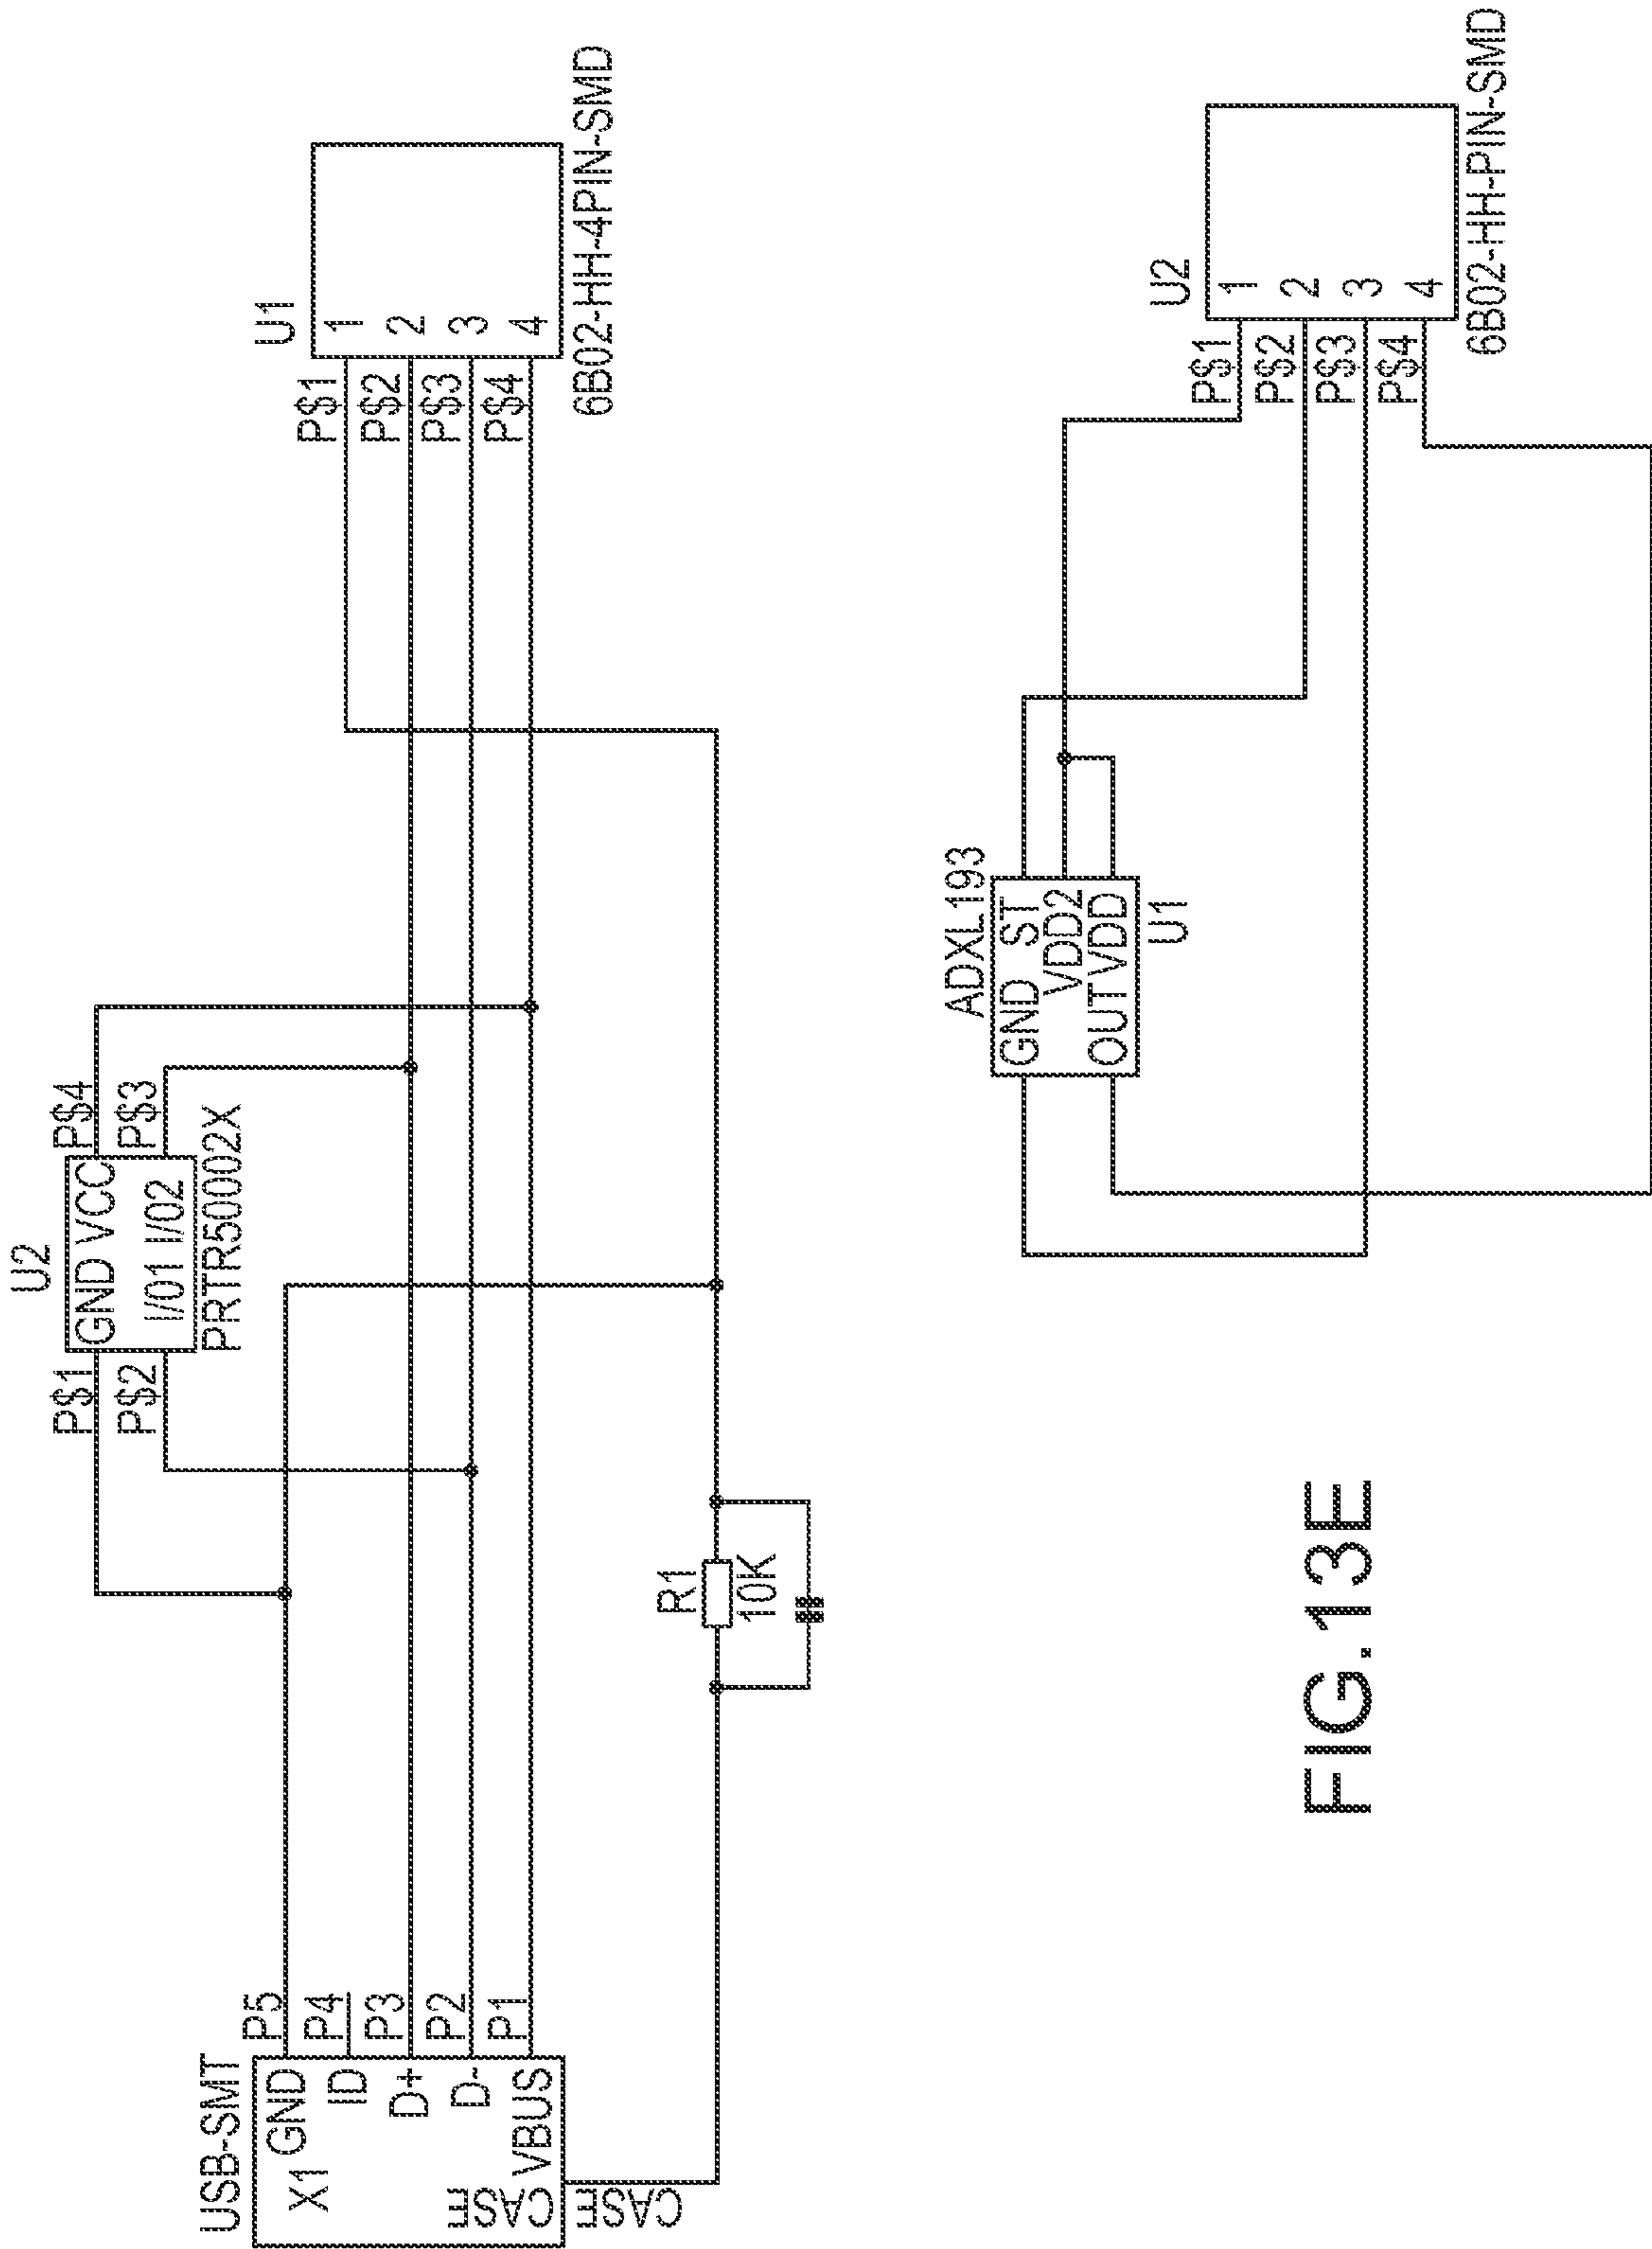 USB-SMT
X1
GND
ID
D+
D-
VBUS
CASE
CASE
P5
P4
P3
P2
P1
U2
P$1
P$2
GND VCC
I/01 I/02
P$4
P$3
PRTR50002X
R1
10K
U1
P$1
P$2
P$3
P$4
1
2
3
4
6B02-HH-4PIN-SMD
ADXL193
GND ST
VDD2
OUT VDD
U1
U2
P$1
P$2
P$3
P$4
1
2
3
4
6B02-HH-PIN-SMD
FIG.13E